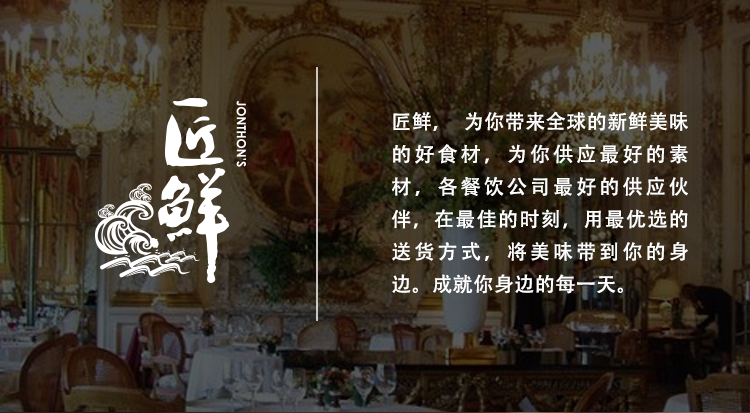 匠鲜
JONTHON'S
匠鲜， 为你带来全球的新鲜美味
的好食材，为你供应最好的素
材，各餐饮公司最好的供应伙
伴，在最佳的时刻，用最优选的
送货方式，将美味带到你的身
边。成就你身边的每一天。